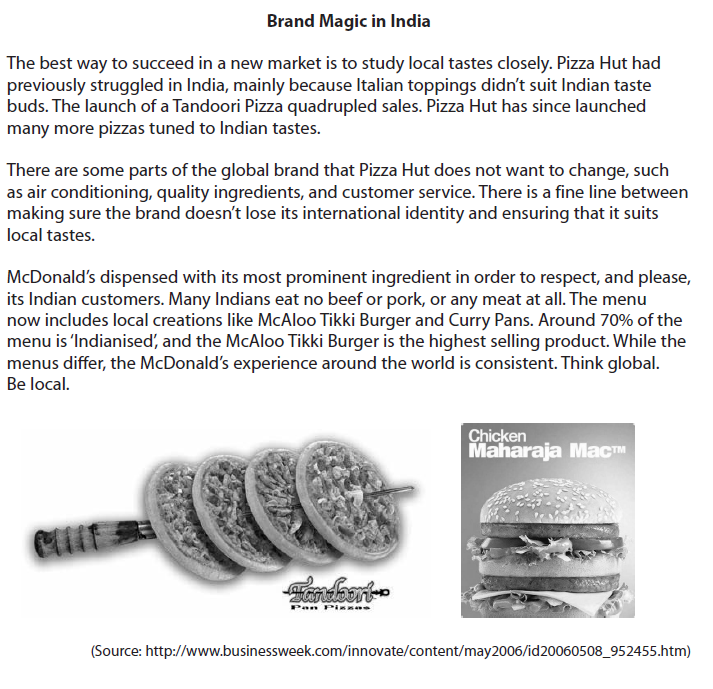 Brand Magic in India
The best way to succeed in a new market is to study local tastes closely. Pizza Hut had
previously struggled in India, mainly because Italian toppings didn’t suit Indian taste
buds. The launch of a Tandoori Pizza quadrupled sales. Pizza Hut has since launched
many more pizzas tuned to Indian tastes.
There are some parts of the global brand that Pizza Hut does not want to change, such
as air conditioning, quality ingredients, and customer service. There is a fine line between
making sure the brand doesn’t lose its international identity and ensuring that it suits
local tastes.
McDonald’s dispensed with its most prominent ingredient in order to respect, and please,
its Indian customers. Many Indians eat no beef or pork, or any meat at all. The menu
now includes local creations like McAloo Tikki Burger and Curry Pans. Around 70% of the
menu is ‘Indianised’, and the McAloo Tikki Burger is the highest selling product. While the
menus differ, the McDonald’s experience around the world is consistent. Think global.
Be local.
Chicken
Maharaja Mac™
Tandoori
Pan Pizzas
(Source: http://www.businessweek.com/innovate/content/may2006/id20060508_952455.htm)